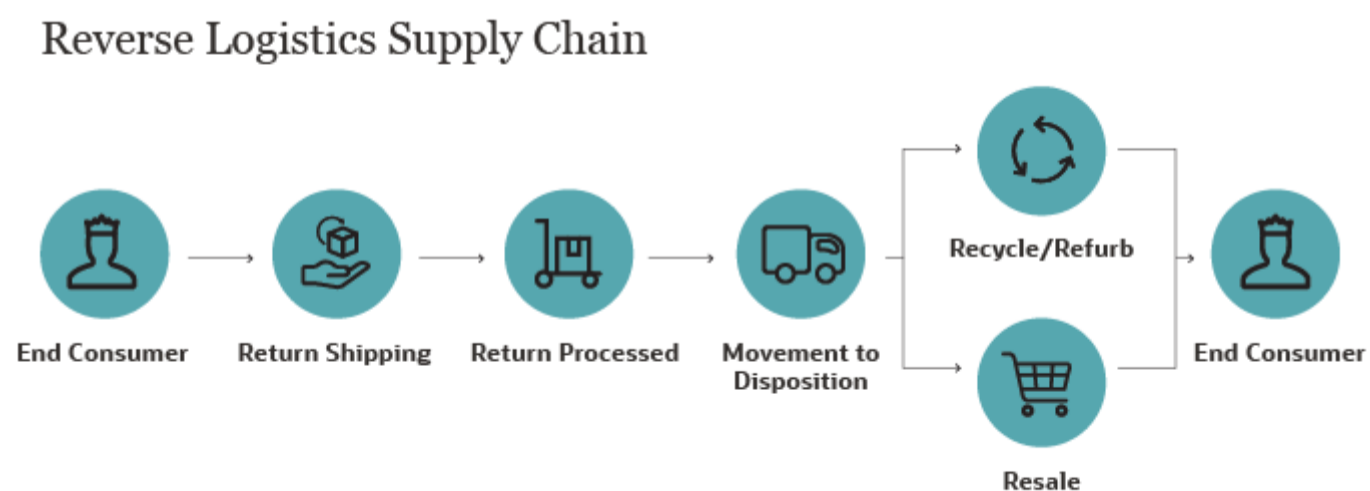 Reverse Logistics Supply Chain
End Consumer
Return Shipping
Return Processed
Movement to
Disposition
Recycle/Refurb
Resale
End Consumer